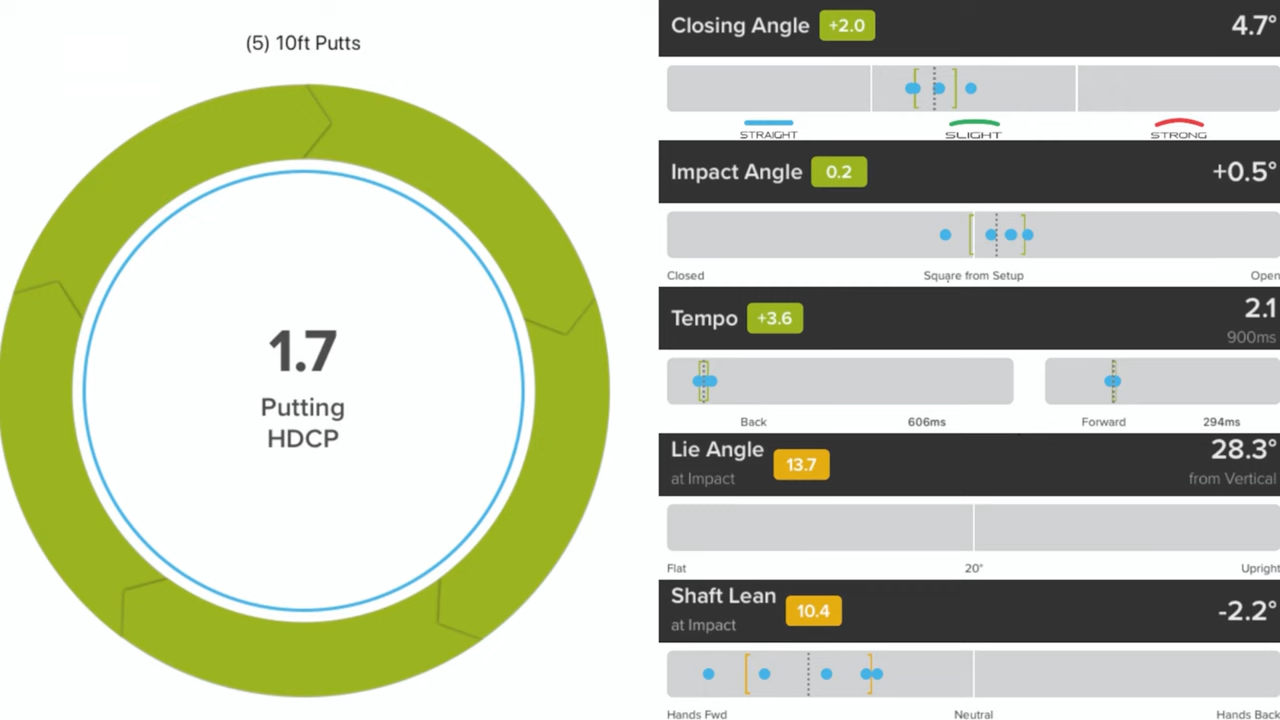 (5) 10ft Putts
1.7
Putting
HDCP
Closing Angle +2.0 4.7°
STRAIGHT SLIGHT STRONG
Impact Angle 0.2 +0.5°
Closed Square from Setup Open
Tempo +3.6 2.1
900ms
Back 606ms Forward 294ms
Lie Angle 13.7 28.3°
at Impact from Vertical
Flat 20° Upright
Shaft Lean 10.4 -2.2°
at Impact
Hands Fwd Neutral Hands Back